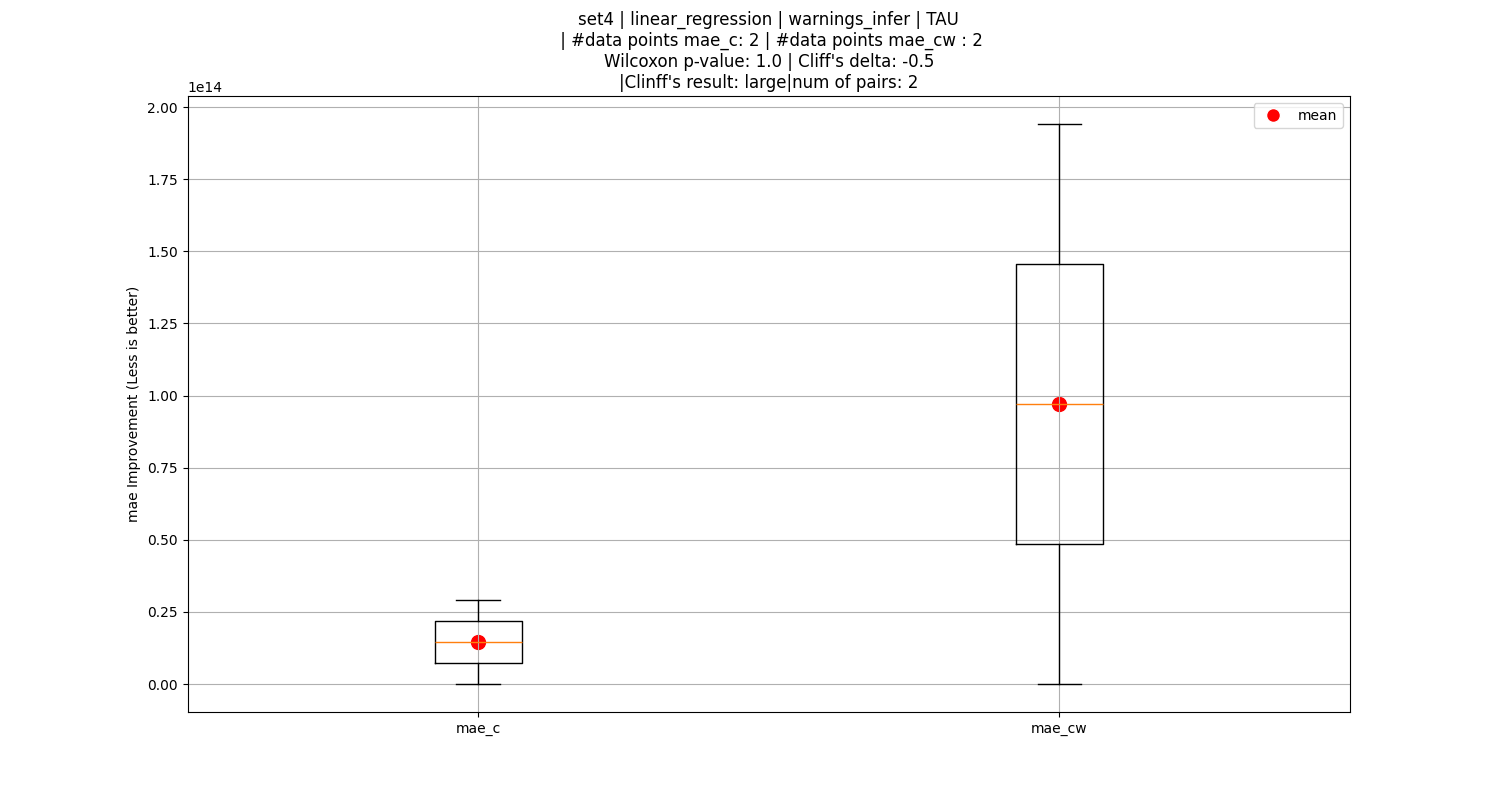 set4 | linear_regression | warnings_infer | TAU
| #data points mae_c: 2 | #data points mae_cw : 2
Wilcoxon p-value: 1.0 | Cliff's delta: -0.5
|Clinff's result: large|num of pairs: 2
1e14
2.00
1.75
1.50
1.25
1.00
0.75
0.50
0.25
0.00
mae Improvement (Less is better)
mean
mae_c
mae_cw